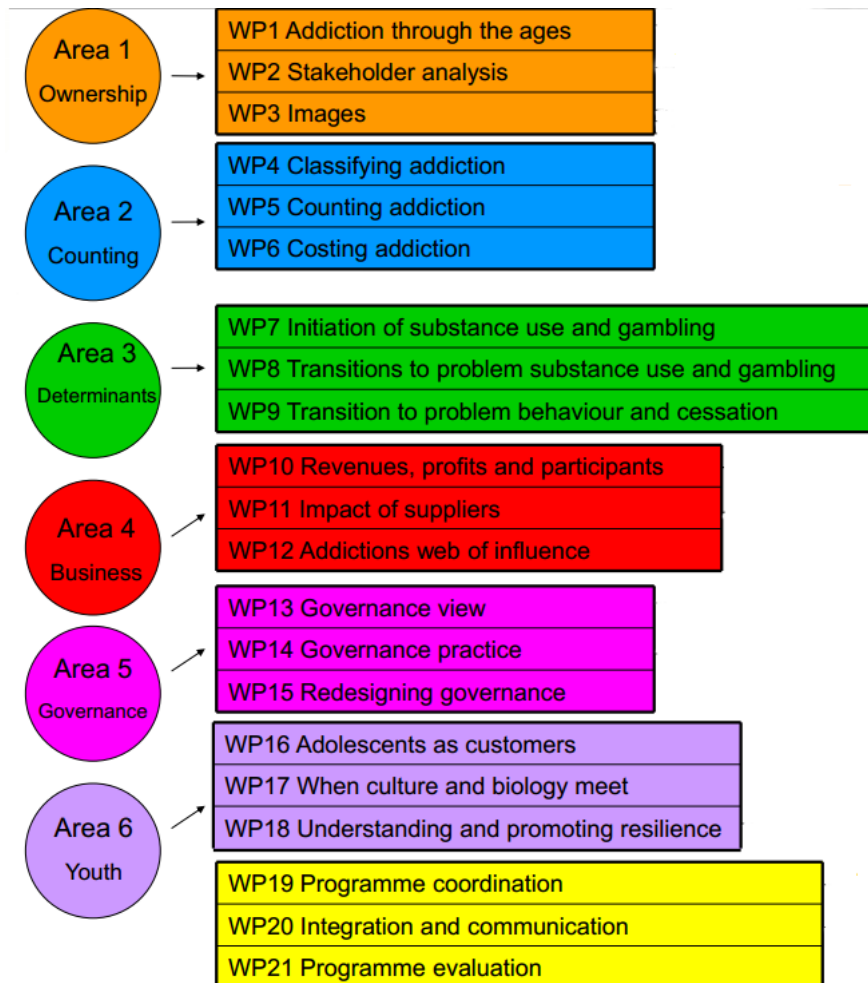 Area 1
Ownership
WP1 Addiction through the ages
WP2 Stakeholder analysis
WP3 Images
Area 2
Counting
WP4 Classifying addiction
WP5 Counting addiction
WP6 Costing addiction
Area 3
Determinants
WP7 Initiation of substance use and gambling
WP8 Transitions to problem substance use and gambling
WP9 Transition to problem behaviour and cessation
Area 4
Business
WP10 Revenues, profits and participants
WP11 Impact of suppliers
WP12 Addictions web of influence
Area 5
Governance
WP13 Governance view
WP14 Governance practice
WP15 Redesigning governance
Area 6
Youth
WP16 Adolescents as customers
WP17 When culture and biology meet
WP18 Understanding and promoting resilience
WP19 Programme coordination
WP20 Integration and communication
WP21 Programme evaluation